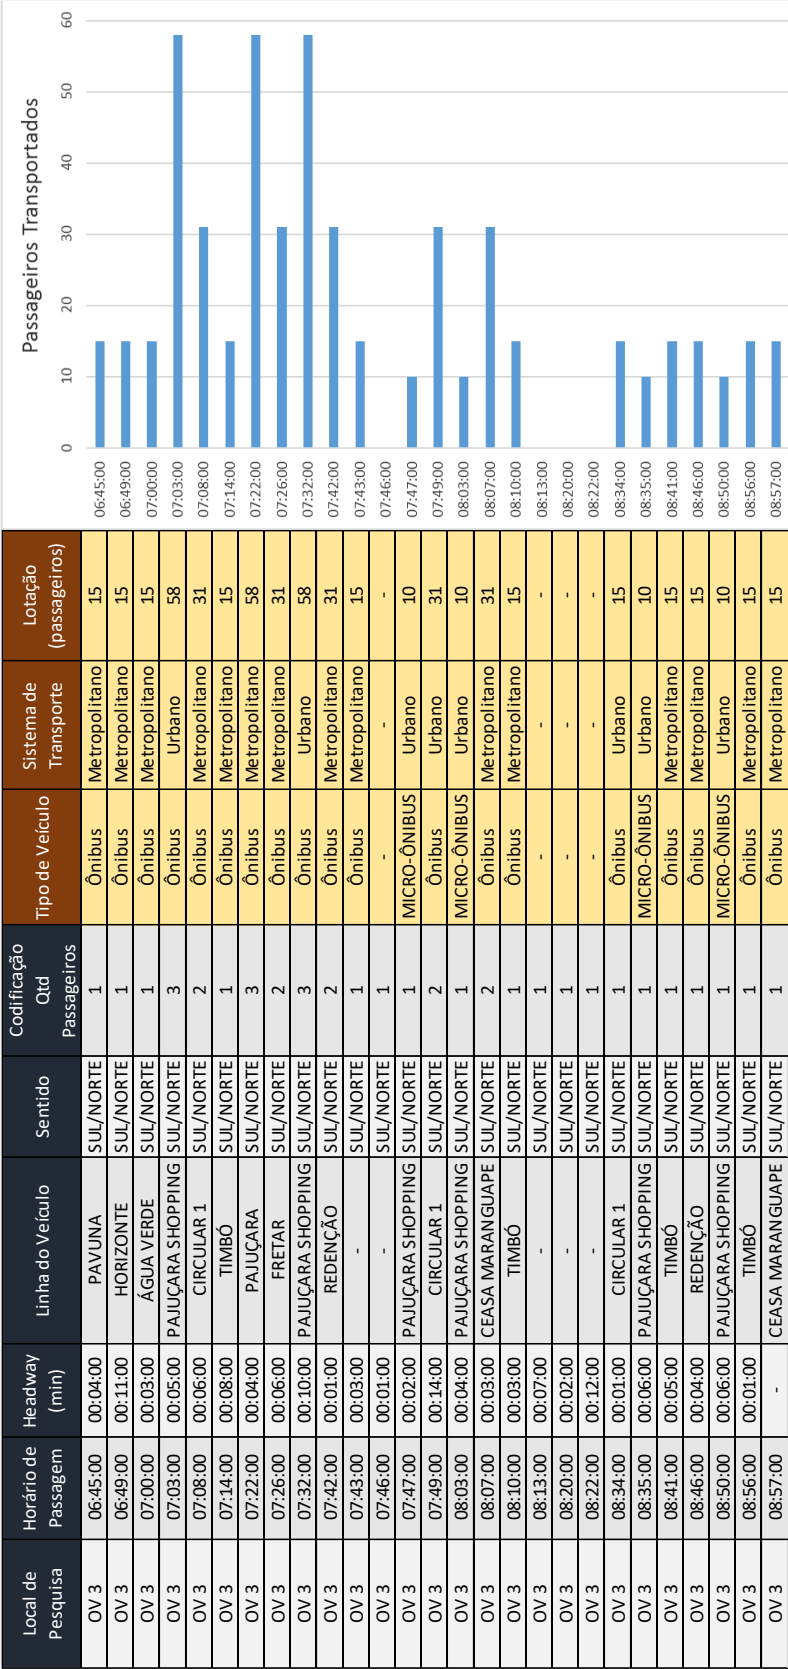 Local de Pesquisa Horário de Passagem Headway (min) Linha do Veículo Sentido Codificação Qtd Passageiros Tipo de Veículo Sistema de Transporte Lotação (passageiros)
OV 3 06:45:00 00:04:00 PAVUNA SUL/NORTE 1 Ônibus Metropolitano 15
OV 3 06:49:00 00:11:00 HORIZONTE SUL/NORTE 1 Ônibus Metropolitano 15
OV 3 07:00:00 00:03:00 ÁGUA VERDE SUL/NORTE 1 Ônibus Metropolitano 15
OV 3 07:03:00 00:05:00 PAJUÇARA SHOPPING SUL/NORTE 3 Ônibus Urbano 58
OV 3 07:08:00 00:06:00 CIRCULAR 1 SUL/NORTE 2 Ônibus Metropolitano 31
OV 3 07:14:00 00:08:00 TIMBÓ SUL/NORTE 1 Ônibus Metropolitano 15
OV 3 07:22:00 00:04:00 PAJUÇARA SUL/NORTE 3 Ônibus Metropolitano 58
OV 3 07:26:00 00:06:00 FRETAR SUL/NORTE 2 Ônibus Metropolitano 31
OV 3 07:32:00 00:10:00 PAJUÇARA SHOPPING SUL/NORTE 3 Ônibus Urbano 58
OV 3 07:42:00 00:01:00 REDENÇÃO SUL/NORTE 2 Ônibus Metropolitano 31
OV 3 07:43:00 00:03:00 - SUL/NORTE 1 Ônibus Metropolitano 15
OV 3 07:46:00 00:01:00 - SUL/NORTE 1 - - -
OV 3 07:47:00 00:02:00 PAJUÇARA SHOPPING SUL/NORTE 1 MICRO-ÔNIBUS Urbano 10
OV 3 07:49:00 00:14:00 CIRCULAR 1 SUL/NORTE 2 Ônibus Urbano 31
OV 3 08:03:00 00:04:00 PAJUÇARA SHOPPING SUL/NORTE 1 MICRO-ÔNIBUS Urbano 10
OV 3 08:07:00 00:03:00 CEASA MARANGUAPE SUL/NORTE 2 Ônibus Metropolitano 31
OV 3 08:10:00 00:03:00 TIMBÓ SUL/NORTE 1 Ônibus Metropolitano 15
OV 3 08:13:00 00:07:00 - SUL/NORTE 1 - - -
OV 3 08:20:00 00:02:00 - SUL/NORTE 1 - - -
OV 3 08:22:00 00:12:00 - SUL/NORTE 1 - - -
OV 3 08:34:00 00:01:00 CIRCULAR 1 SUL/NORTE 1 Ônibus Urbano 15
OV 3 08:35:00 00:06:00 PAJUÇARA SHOPPING SUL/NORTE 1 MICRO-ÔNIBUS Urbano 10
OV 3 08:41:00 00:05:00 TIMBÓ SUL/NORTE 1 Ônibus Metropolitano 15
OV 3 08:46:00 00:04:00 REDENÇÃO SUL/NORTE 1 Ônibus Metropolitano 15
OV 3 08:50:00 00:06:00 PAJUÇARA SHOPPING SUL/NORTE 1 MICRO-ÔNIBUS Urbano 10
OV 3 08:56:00 00:01:00 TIMBÓ SUL/NORTE 1 Ônibus Metropolitano 15
OV 3 08:57:00 - CEASA MARANGUAPE SUL/NORTE 1 Ônibus Metropolitano 15
Passageiros Transportados
60
50
40
30
20
10
0
06:45:00
06:49:00
07:00:00
07:03:00
07:08:00
07:14:00
07:22:00
07:26:00
07:32:00
07:42:00
07:43:00
07:46:00
07:47:00
07:49:00
08:03:00
08:07:00
08:10:00
08:13:00
08:20:00
08:22:00
08:34:00
08:35:00
08:41:00
08:46:00
08:50:00
08:56:00
08:57:00